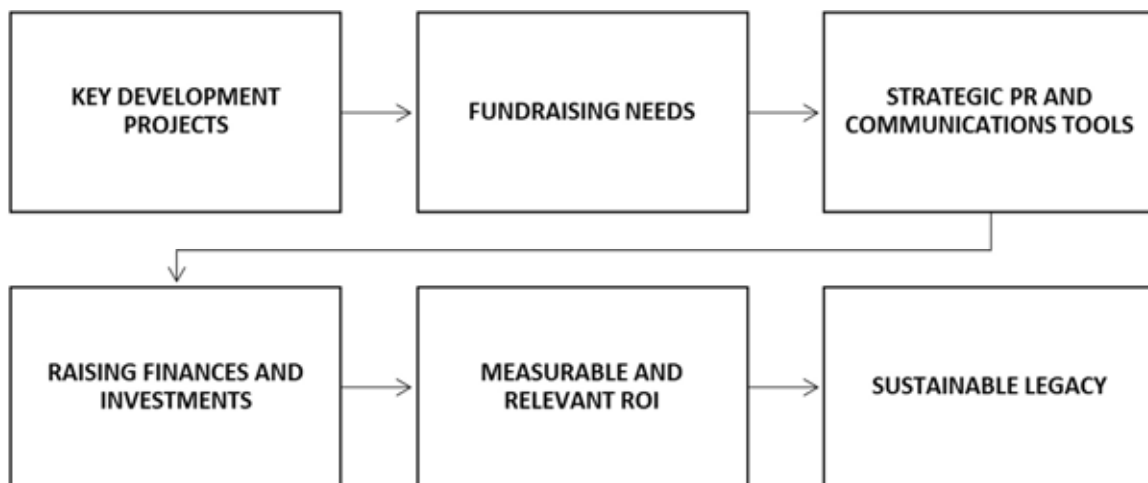 KEY DEVELOPMENT
PROJECTS
FUNDRAISING NEEDS
STRATEGIC PR AND
COMMUNICATIONS TOOLS
RAISING FINANCES AND
INVESTMENTS
MEASURABLE AND
RELEVANT ROI
SUSTAINABLE LEGACY